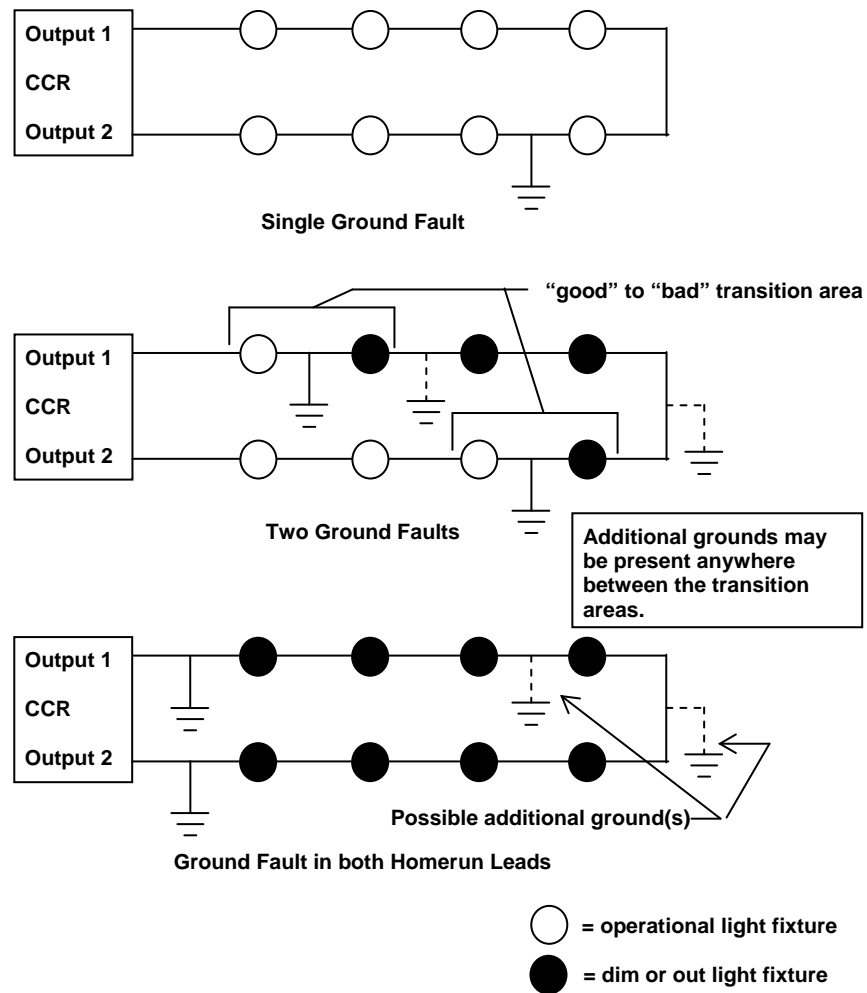 Output 1
CCR
Output 2
Single Ground Fault
“good” to “bad” transition area
Output 1
CCR
Output 2
Two Ground Faults
Additional grounds may
be present anywhere
between the transition
areas.
Output 1
CCR
Output 2
Possible additional ground(s)
Ground Fault in both Homerun Leads
= operational light fixture
= dim or out light fixture